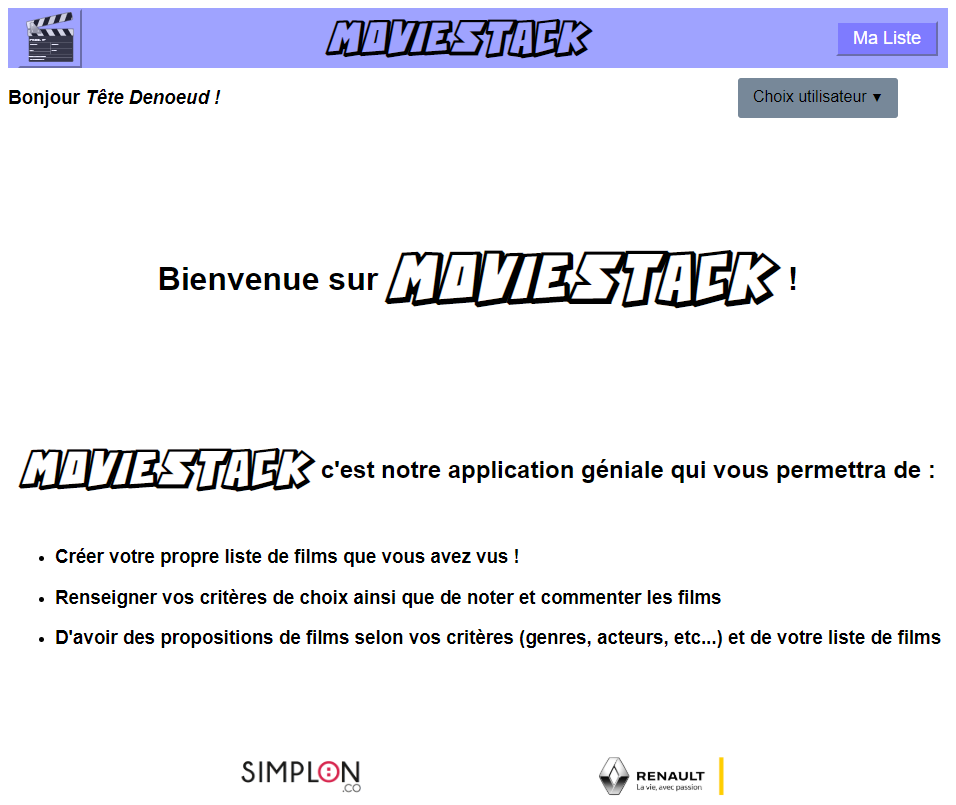 MOVIESTACK
Ma Liste
Bonjour Tête Denoeud !
Choix utilisateur ▼
Bienvenue sur MOVIESTACK !
MOVIESTACK c'est notre application géniale qui vous permettra de :
• Créer votre propre liste de films que vous avez vus !
• Renseigner vos critères de choix ainsi que de noter et commenter les films
• D'avoir des propositions de films selon vos critères (genres, acteurs, etc...) et de votre liste de films
SIMPLON
.CO
RENAULT
La vie, avec passion